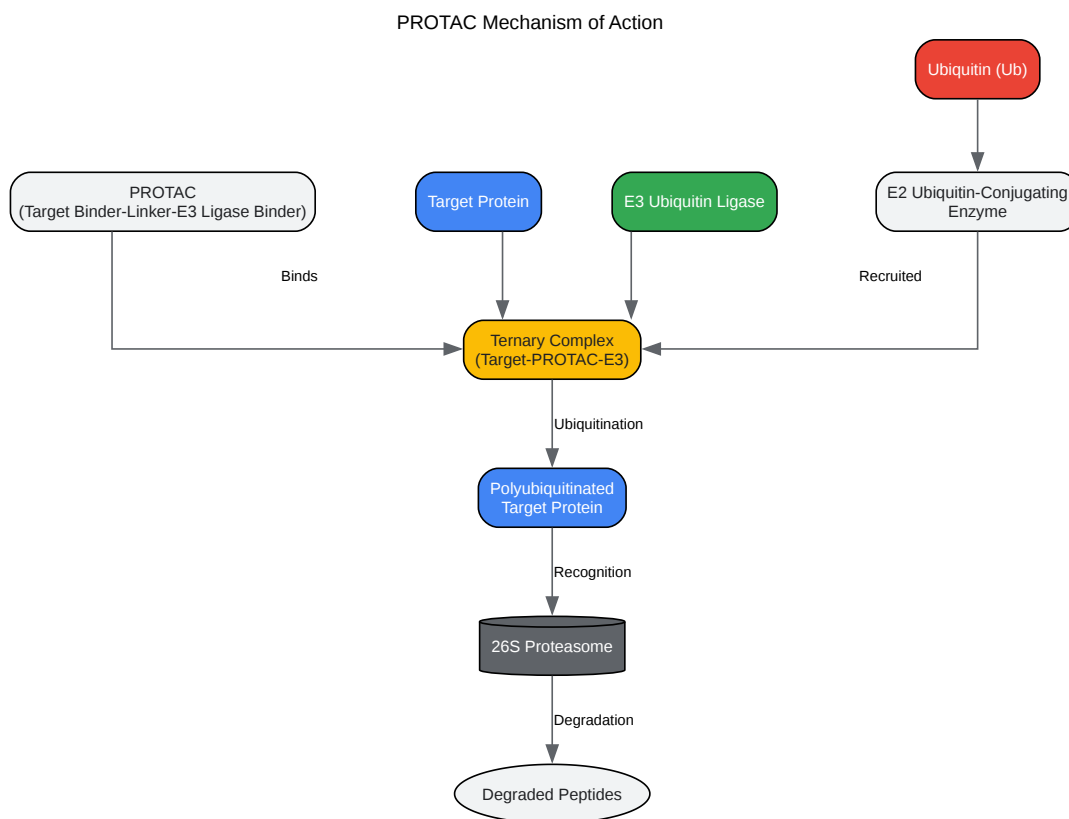 PROTAC Mechanism of Action
Ubiquitin (Ub)
PROTAC
(Target Binder-Linker-E3 Ligase Binder)
Target Protein
E3 Ubiquitin Ligase
E2 Ubiquitin-Conjugating
Enzyme
Binds
Recruited
Ternary Complex
(Target-PROTAC-E3)
Ubiquitination
Polyubiquitinated
Target Protein
Recognition
26S Proteasome
Degradation
Degraded Peptides